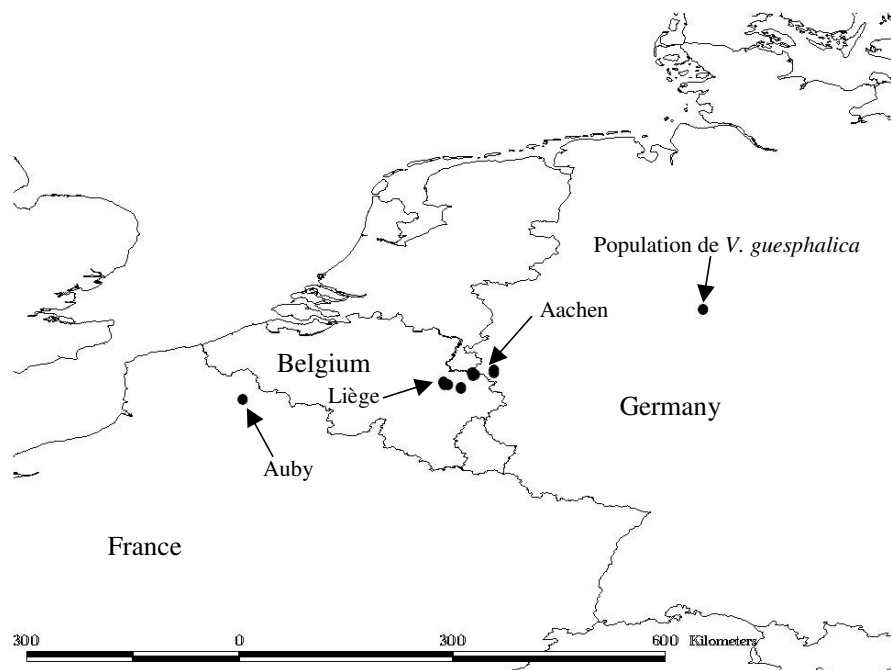 Population de V. guesphalica
Aachen
Belgium
Liège
Germany
Auby
France
300 0 300 600 Kilometers